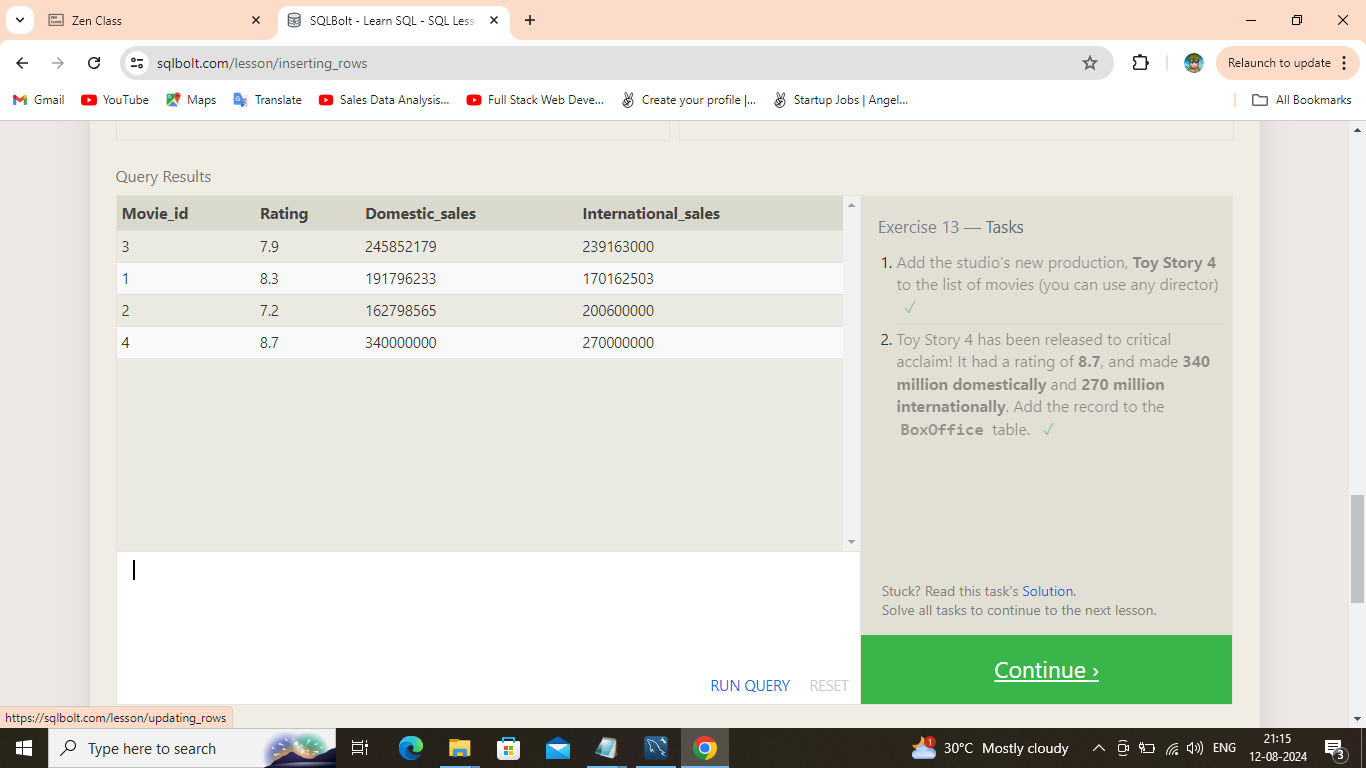 Zen Class
SQLBolt - Learn SQL - SQL Less
sqlbolt.com/lesson/inserting_rows
Relaunch to update
Gmail
YouTube
Maps
Translate
Sales Data Analysis...
Full Stack Web Deve...
Create your profile |...
Startup Jobs | Angel...
All Bookmarks
Query Results
Movie_id Rating Domestic_sales International_sales
3 7.9 245852179 239163000
1 8.3 191796233 170162503
2 7.2 162798565 200600000
4 8.7 340000000 270000000
Exercise 13 — Tasks
1. Add the studio's new production, Toy Story 4
to the list of movies (you can use any director)
✓
2. Toy Story 4 has been released to critical
acclaim! It had a rating of 8.7, and made 340
million domestically and 270 million
internationally. Add the record to the
BoxOffice table. ✓
Stuck? Read this task's Solution.
Solve all tasks to continue to the next lesson.
RUN QUERY RESET
Continue ›
https://sqlbolt.com/lesson/updating_rows
Type here to search
1
30°C Mostly cloudy
ENG
21:15
12-08-2024
3